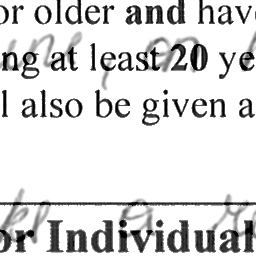 or older and have
ng at least 20 ye
l also be given a
or Individual